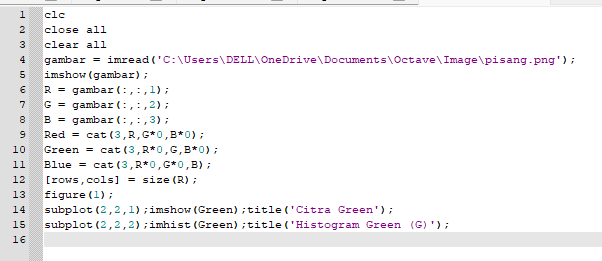 1 clc
2 close all
3 clear all
4 gambar = imread('C:\Users\DELL\OneDrive\Documents\Octave\Image\pisang.png');
5 imshow(gambar);
6 R = gambar(:,:,1);
7 G = gambar(:,:,2);
8 B = gambar(:,:,3);
9 Red = cat(3,R,G*0,B*0);
10 Green = cat(3,R*0,G,B*0);
11 Blue = cat(3,R*0,G*0,B);
12 [rows,cols] = size(R);
13 figure(1);
14 subplot(2,2,1);imshow(Green);title('Citra Green');
15 subplot(2,2,2);imhist(Green);title('Histogram Green (G)');
16